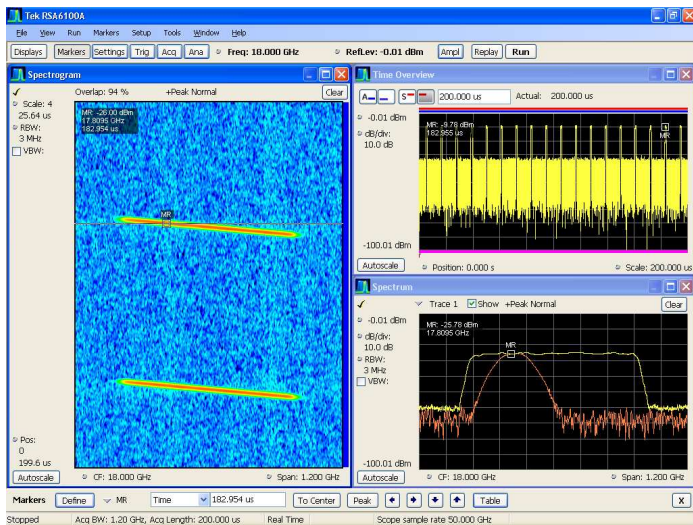 Tek RSA6100A
File View Run Markers Setup Tools Window Help
Displays Markers Settings Trig Acq Ana Freq: 18.000 GHz RefLev: -0.01 dBm Ampl Replay Run
Spectrogram
Overlap: 94 % +Peak Normal Clear
Scale: 4
25.64 us
RBW:
3 MHz
VBW:
MR: -26.00 dBm
17.8095 GHz
182.954 us
MR
Pos:
0
199.6 us
Autoscale CF: 18.000 GHz Span: 1.200 GHz
Time Overview
A S 200.000 us Actual: 200.000 us
-0.01 dBm
dB/div:
10.0 dB
MR: -9.78 dBm
182.955 us
MR
-100.01 dBm
Autoscale Position: 0.000 s Scale: 200.000 us
Spectrum
Trace 1 Show +Peak Normal Clear
-0.01 dBm
dB/div:
10.0 dB
RBW:
3 MHz
VBW:
MR: -25.78 dBm
17.8095 GHz
MR
-100.01 dBm
Autoscale CF: 18.000 GHz Span: 1.200 GHz
Markers Define MR Time 182.954 us To Center Peak Table X
Stopped Acq BW: 1.20 GHz, Acq Length: 200.000 us Real Time Scope sample rate 50.000 GHz